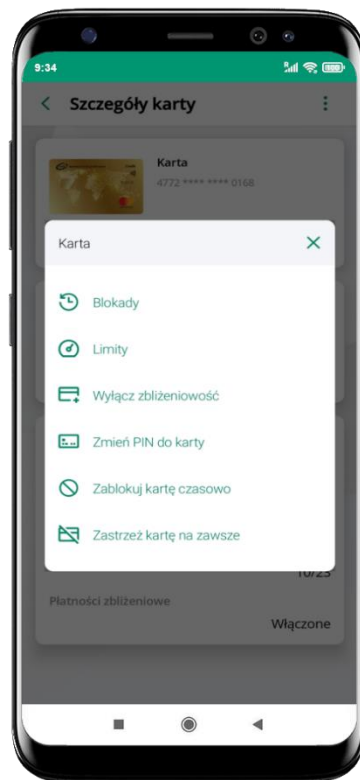 9:34
Szczegóły karty
Karta
4772 **** **** 0168
Karta
Blokady
Limity
Wyłącz zbliżeniowość
Zmień PIN do karty
Zablokuj kartę czasowo
Zastrzeż kartę na zawsze
10/23
Płatności zbliżeniowe
Włączone